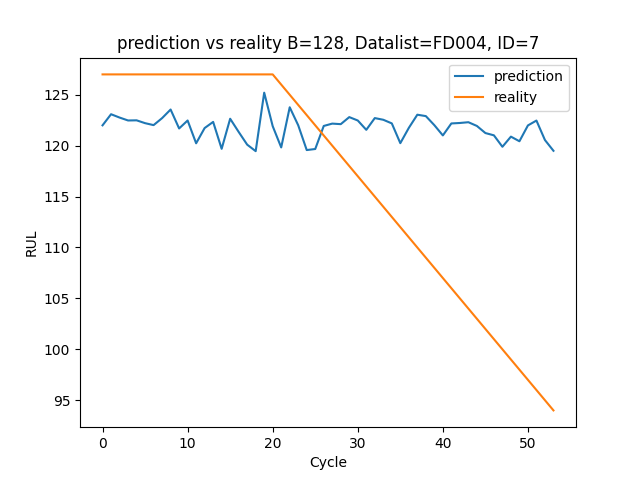 prediction vs reality B=128, Datalist=FD004, ID=7
prediction
reality
125
120
115
110
105
100
95
RUL
0 10 20 30 40 50
Cycle